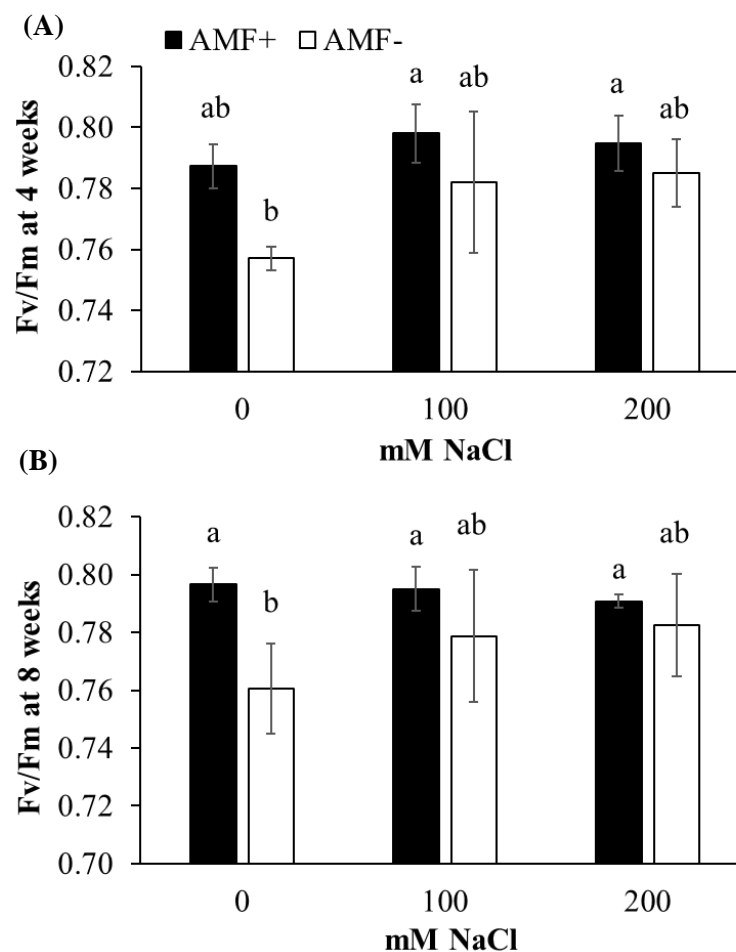 (A)
AMF+ AMF-
Fv/Fm at 4 weeks
0.82
0.80
0.78
0.76
0.74
0.72
ab b a ab a ab
0 100 200
mM NaCl
(B)
Fv/Fm at 8 weeks
0.82
0.80
0.78
0.76
0.74
0.72
0.70
a b a ab a ab
0 100 200
mM NaCl